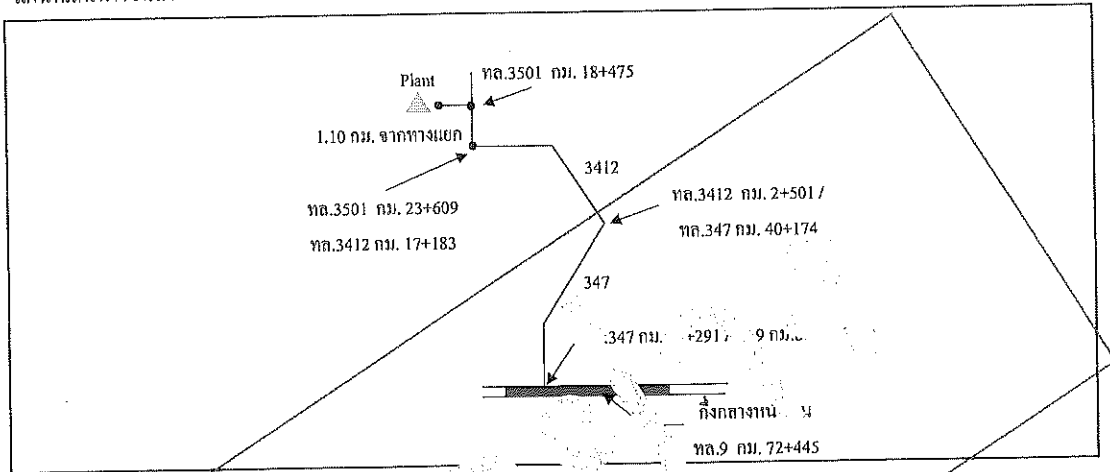 Plant
ทล.3501 กม. 18+475
1.10 กม. จากทางแยก
3412
ทล.3501 กม. 23+609
ทล.3412 กม. 17+183
ทล.3412 กม. 2+501 /
ทล.347 กม. 40+174
347
.347 กม. +291 / 9 กม.
กึ่งกลาง
ทล.9 กม. 72+445